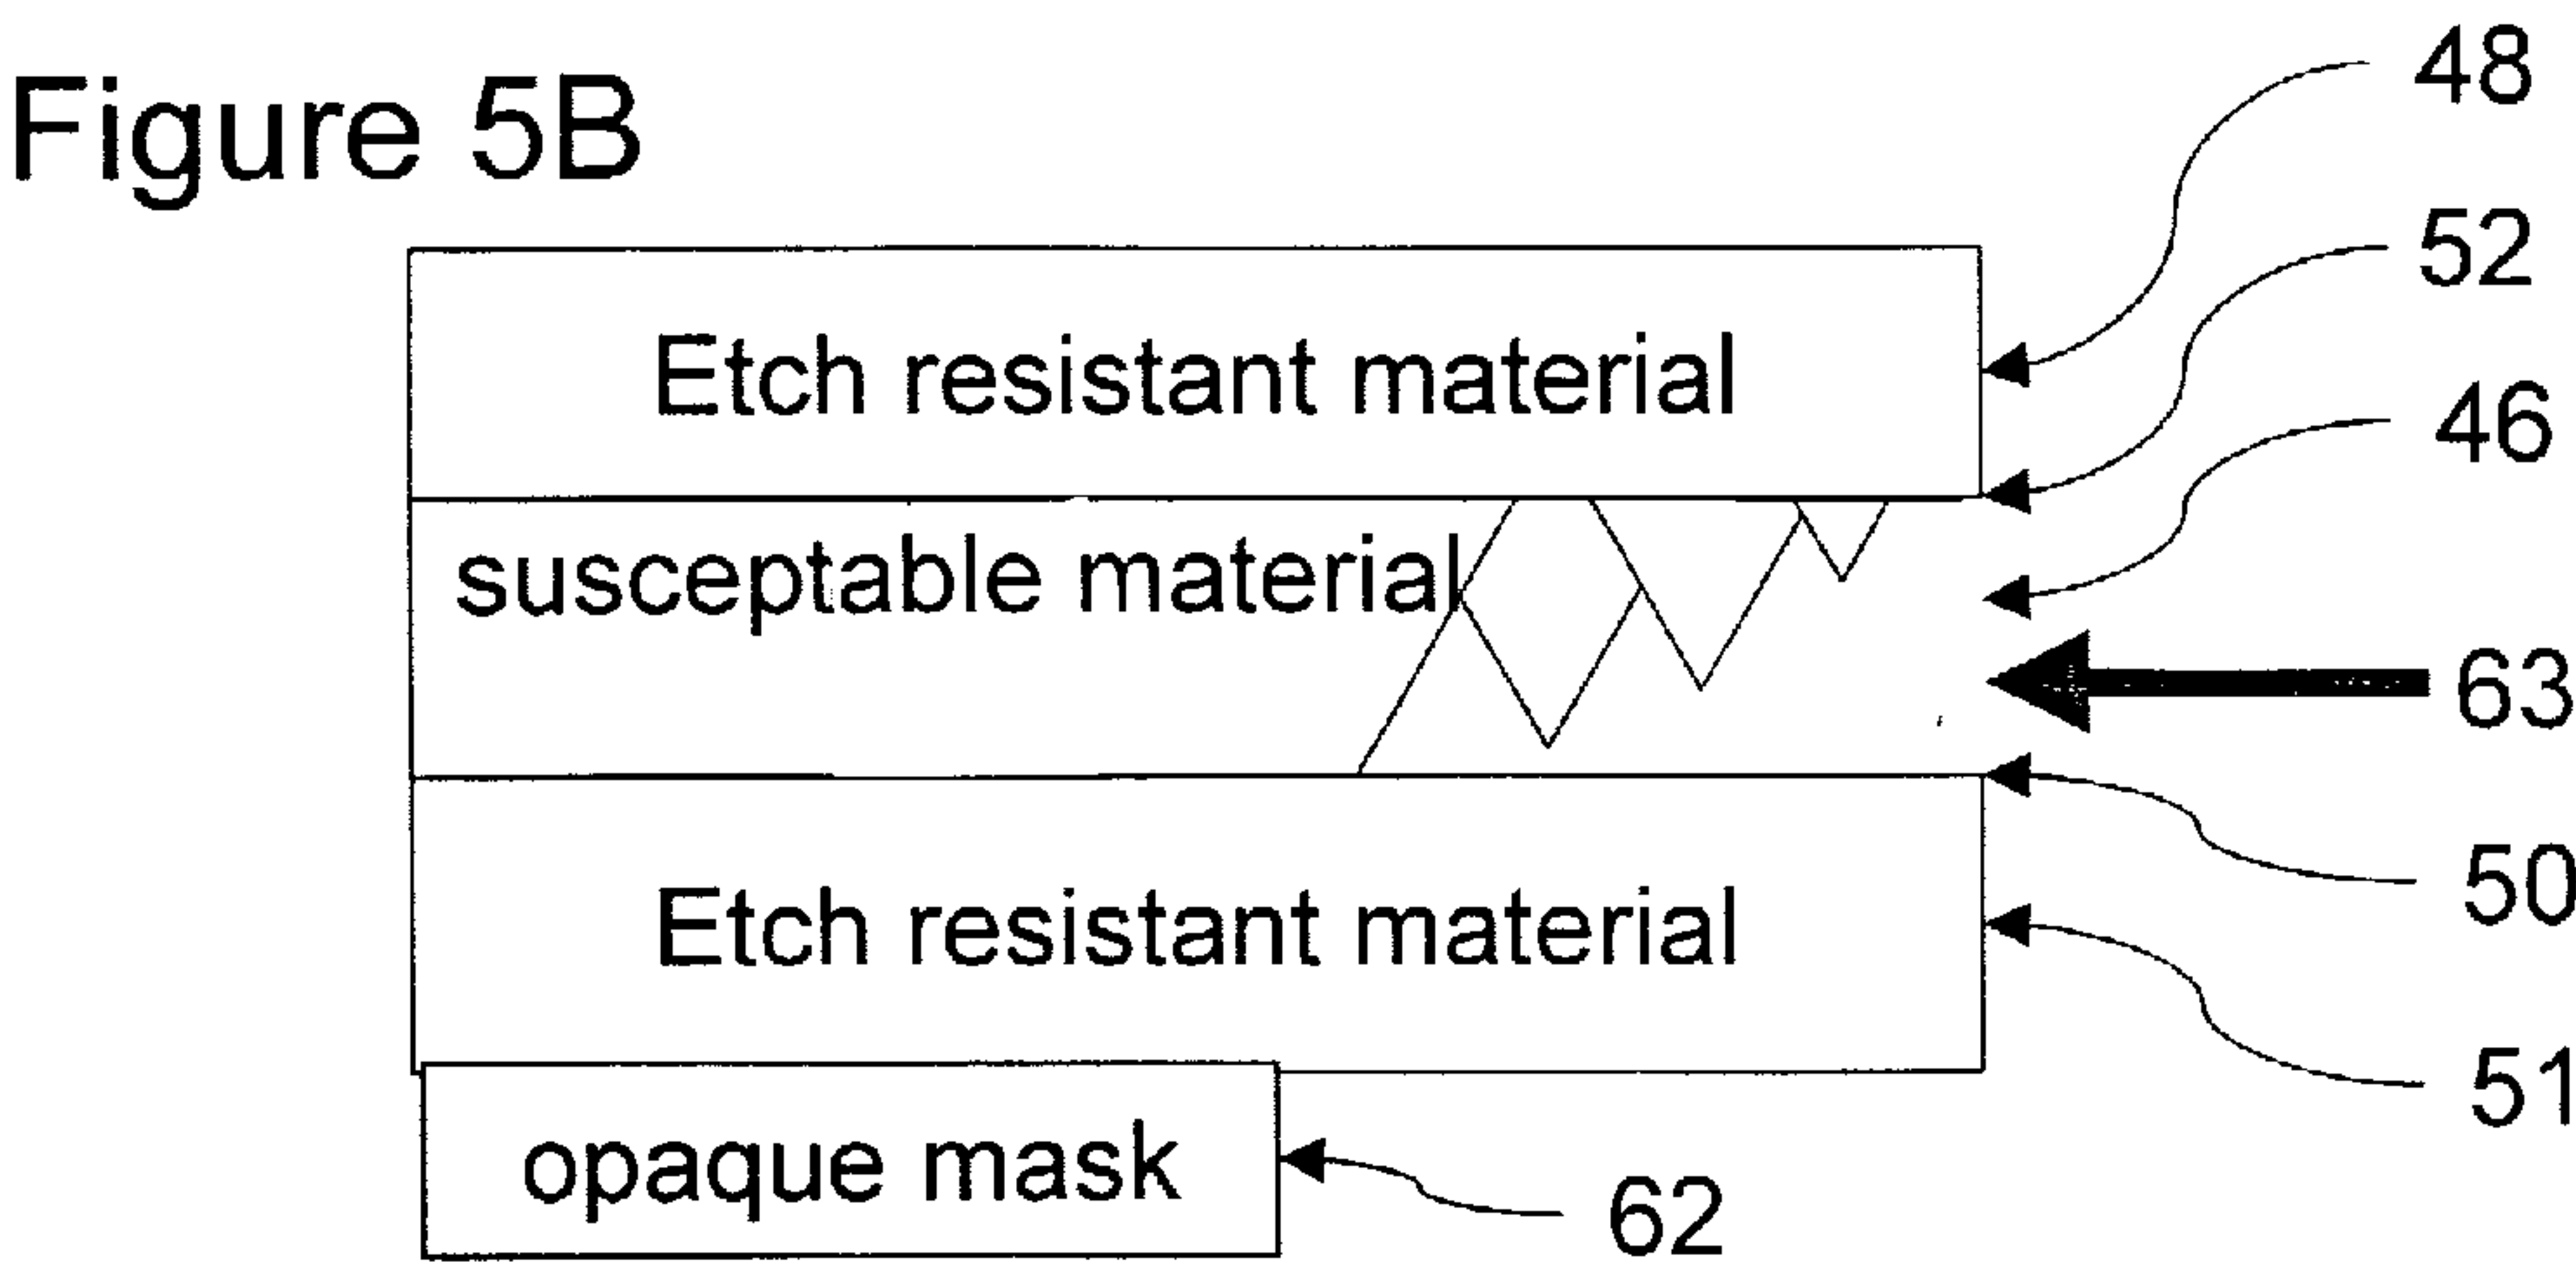 Figure 5B
48
52
Etch resistant material
46
susceptable material
63
50
Etch resistant material
51
opaque mask
62